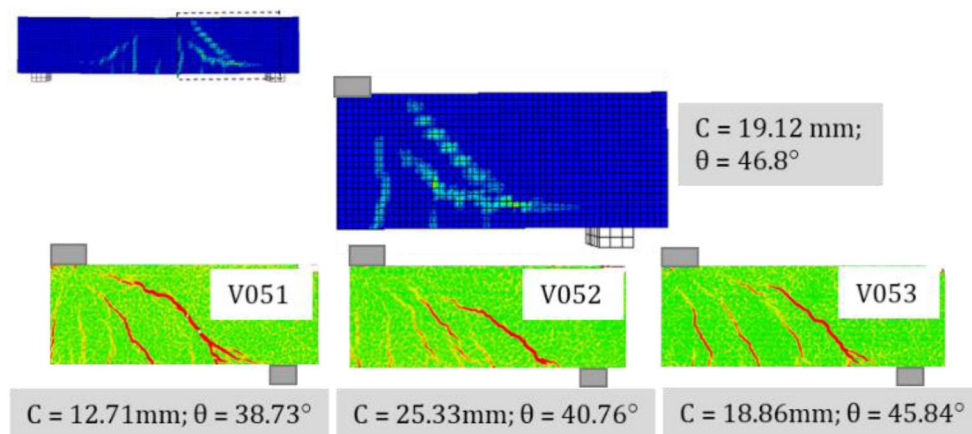 C = 19.12 mm;
θ = 46.8°
V051
V052
V053
C = 12.71mm; θ = 38.73°
C = 25.33mm; θ = 40.76°
C = 18.86mm; θ = 45.84°